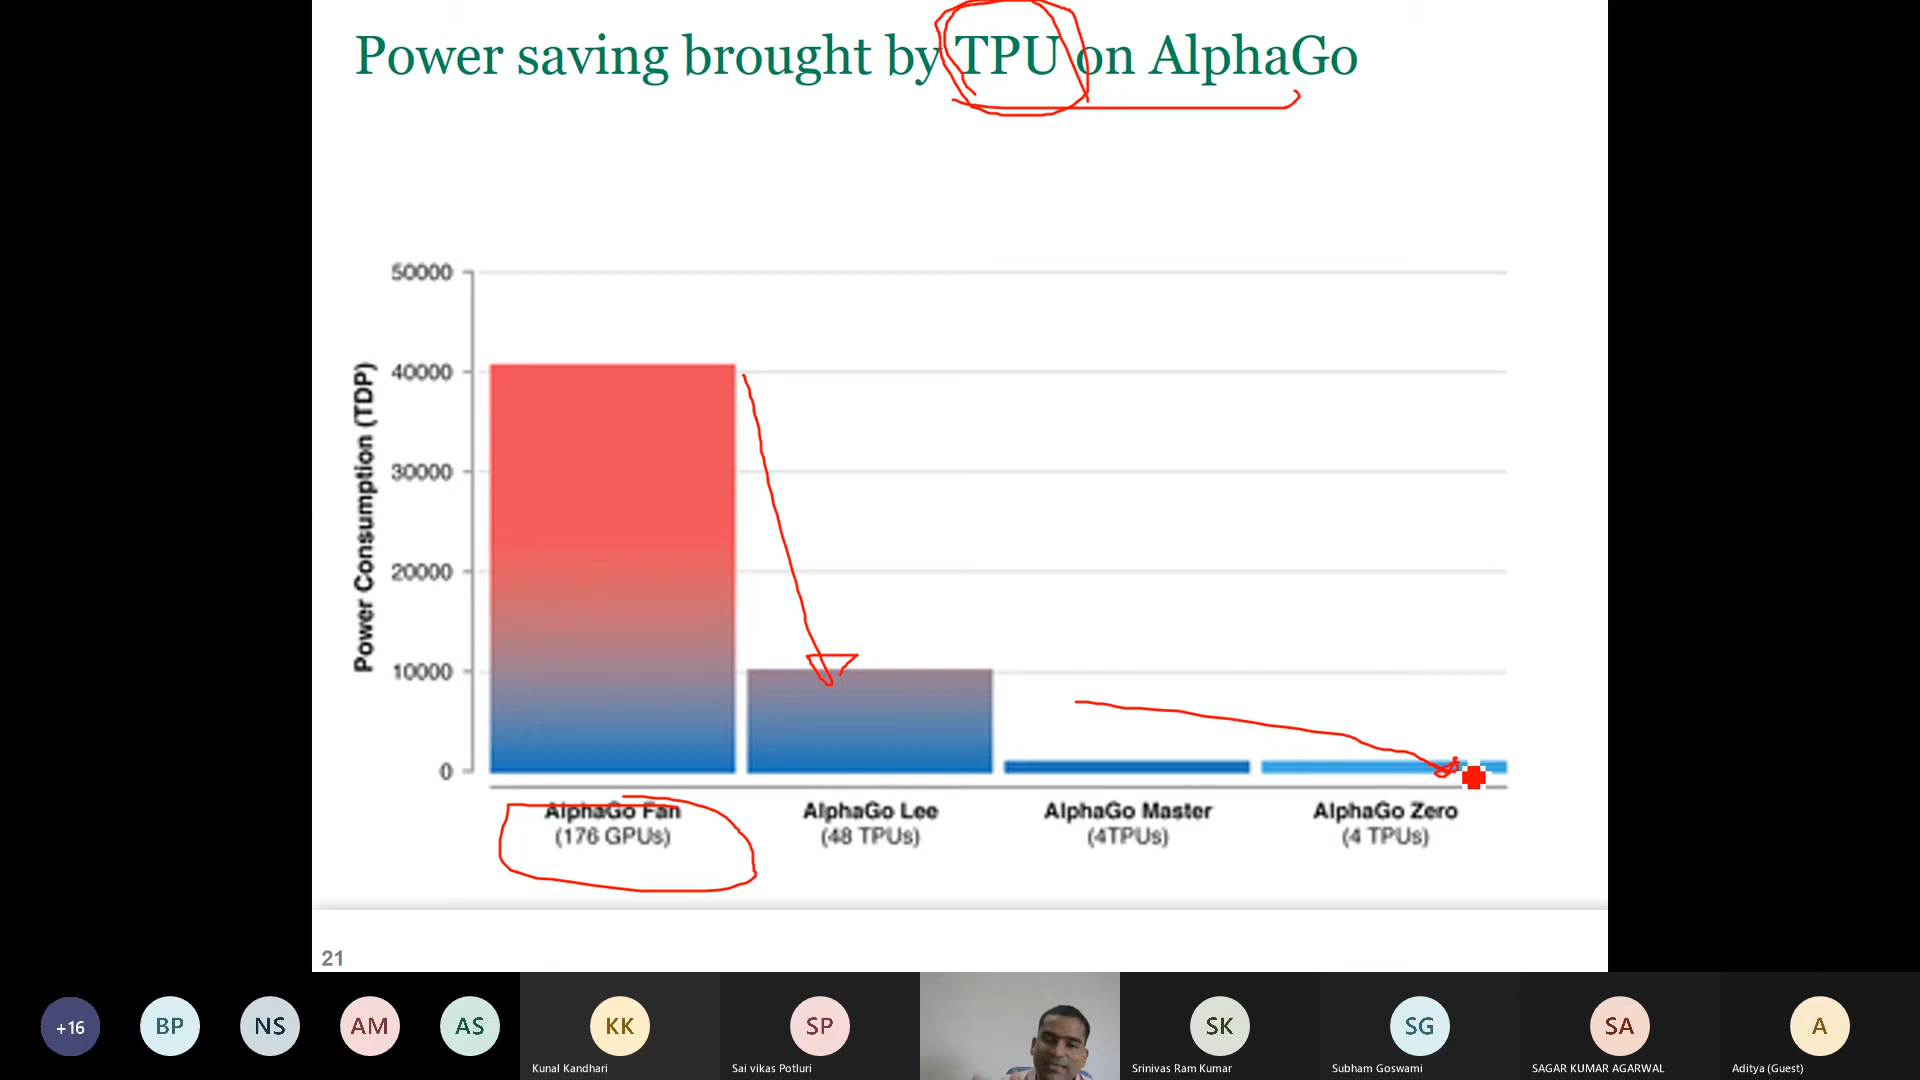 Power saving brought by TPU on AlphaGo
Power Consumption (TDP)
50000
40000
30000
20000
10000
0
AlphaGo Fan
(176 GPUs)
AlphaGo Lee
(48 TPUs)
AlphaGo Master
(4TPUs)
AlphaGo Zero
(4 TPUs)
21
+16
BP
NS
AM
AS
KK
Kunal Kandhari
SP
Sai vikas Potluri
SK
Srinivas Ram Kumar
SG
Subham Goswami
SA
SAGAR KUMAR AGARWAL
A
Aditya (Guest)